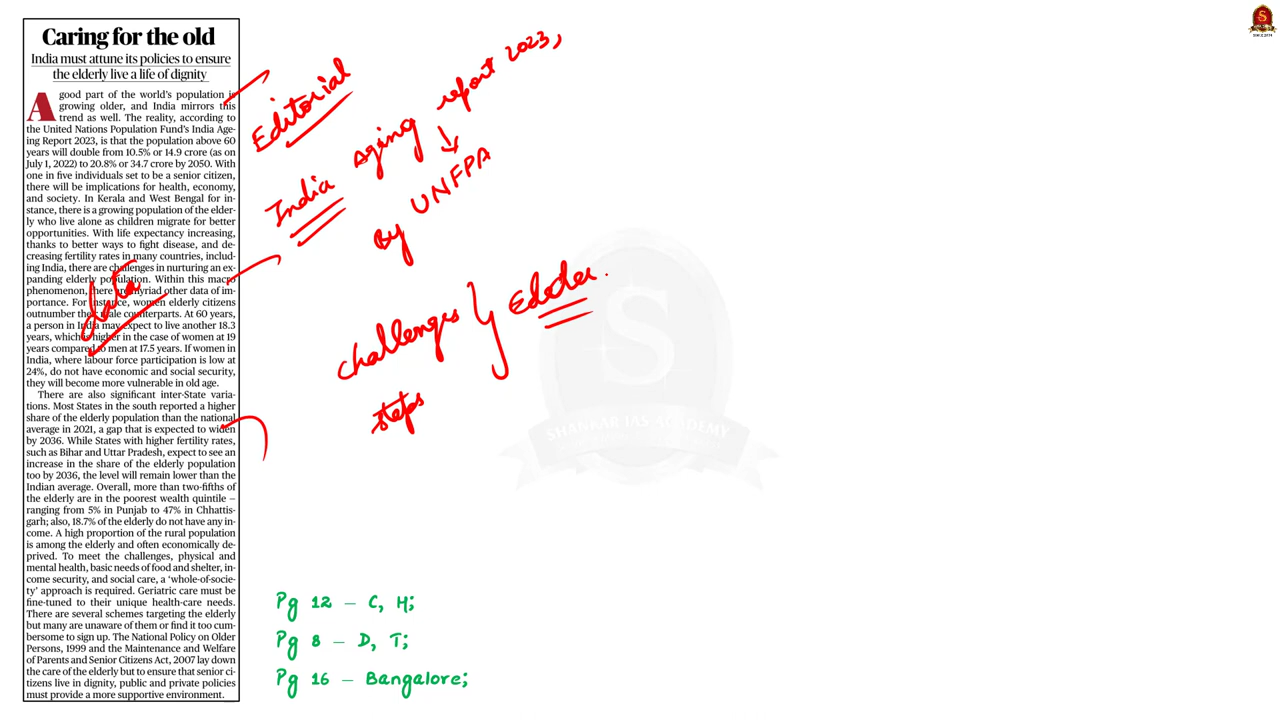 Caring for the old
India must attune its policies to ensure
the elderly live a life of dignity
A good part of the world's population is
growing older, and India mirrors this
trend as well. The reality, according to
the United Nations Population Fund's India Age-
ing Report 2023, is that the population above 60
years will double from 10.5% or 14.9 crore (as on
July 1, 2022) to 20.8% or 34.7 crore by 2050. With
one in five individuals set to be a senior citizen,
there will be implications for health, economy,
and society. In Kerala and West Bengal for in-
stance, there is a growing population of the elder-
ly who live alone as children migrate for better
opportunities. With life expectancy increasing,
thanks to better ways to fight disease, and de-
creasing fertility rates in many countries, includ-
ing India, there are challenges in nurturing an ex-
panding elderly population. Within this macro
phenomenon, there are myriad other data of im-
portance. For instance, women elderly citizens
outnumber their male counterparts. At 60 years,
a person in India may expect to live another 18.3
years, which is higher in the case of women at 19
years compared to men at 17.5 years. If women in
India, where labour force participation is low at
24%, do not have economic and social security,
they will become more vulnerable in old age.
There are also significant inter-State varia-
tions. Most States in the south reported a higher
share of the elderly population than the national
average in 2021, a gap that is expected to widen
by 2036. While States with higher fertility rates,
such as Bihar and Uttar Pradesh, expect to see an
increase in the share of the elderly population
too by 2036, the level will remain lower than the
Indian average. Overall, more than two-fifths of
the elderly are in the poorest wealth quintile —
ranging from 5% in Punjab to 47% in Chhattis-
garh; also, 18.7% of the elderly do not have any in-
come. A high proportion of the rural population
is among the elderly and often economically de-
prived. To meet the challenges, physical and
mental health, basic needs of food and shelter, in-
come security, and social care, a 'whole-of-socie-
ty' approach is required. Geriatric care must be
fine-tuned to their unique health-care needs.
There are several schemes targeting the elderly
but many are unaware of them or find it too cum-
bersome to sign up. The National Policy on Older
Persons, 1999 and the Maintenance and Welfare
of Parents and Senior Citizens Act, 2007 lay down
the care of the elderly but to ensure that senior ci-
tizens live in dignity, public and private policies
must provide a more supportive environment.
Data
Editorial
India aging report 2023,
By UNFPA
challenges
steps
Pg 12 – C, H;
Pg 8 – D, T;
Pg 16 – Bangalore;
SHANKAR IAS ACADEMY